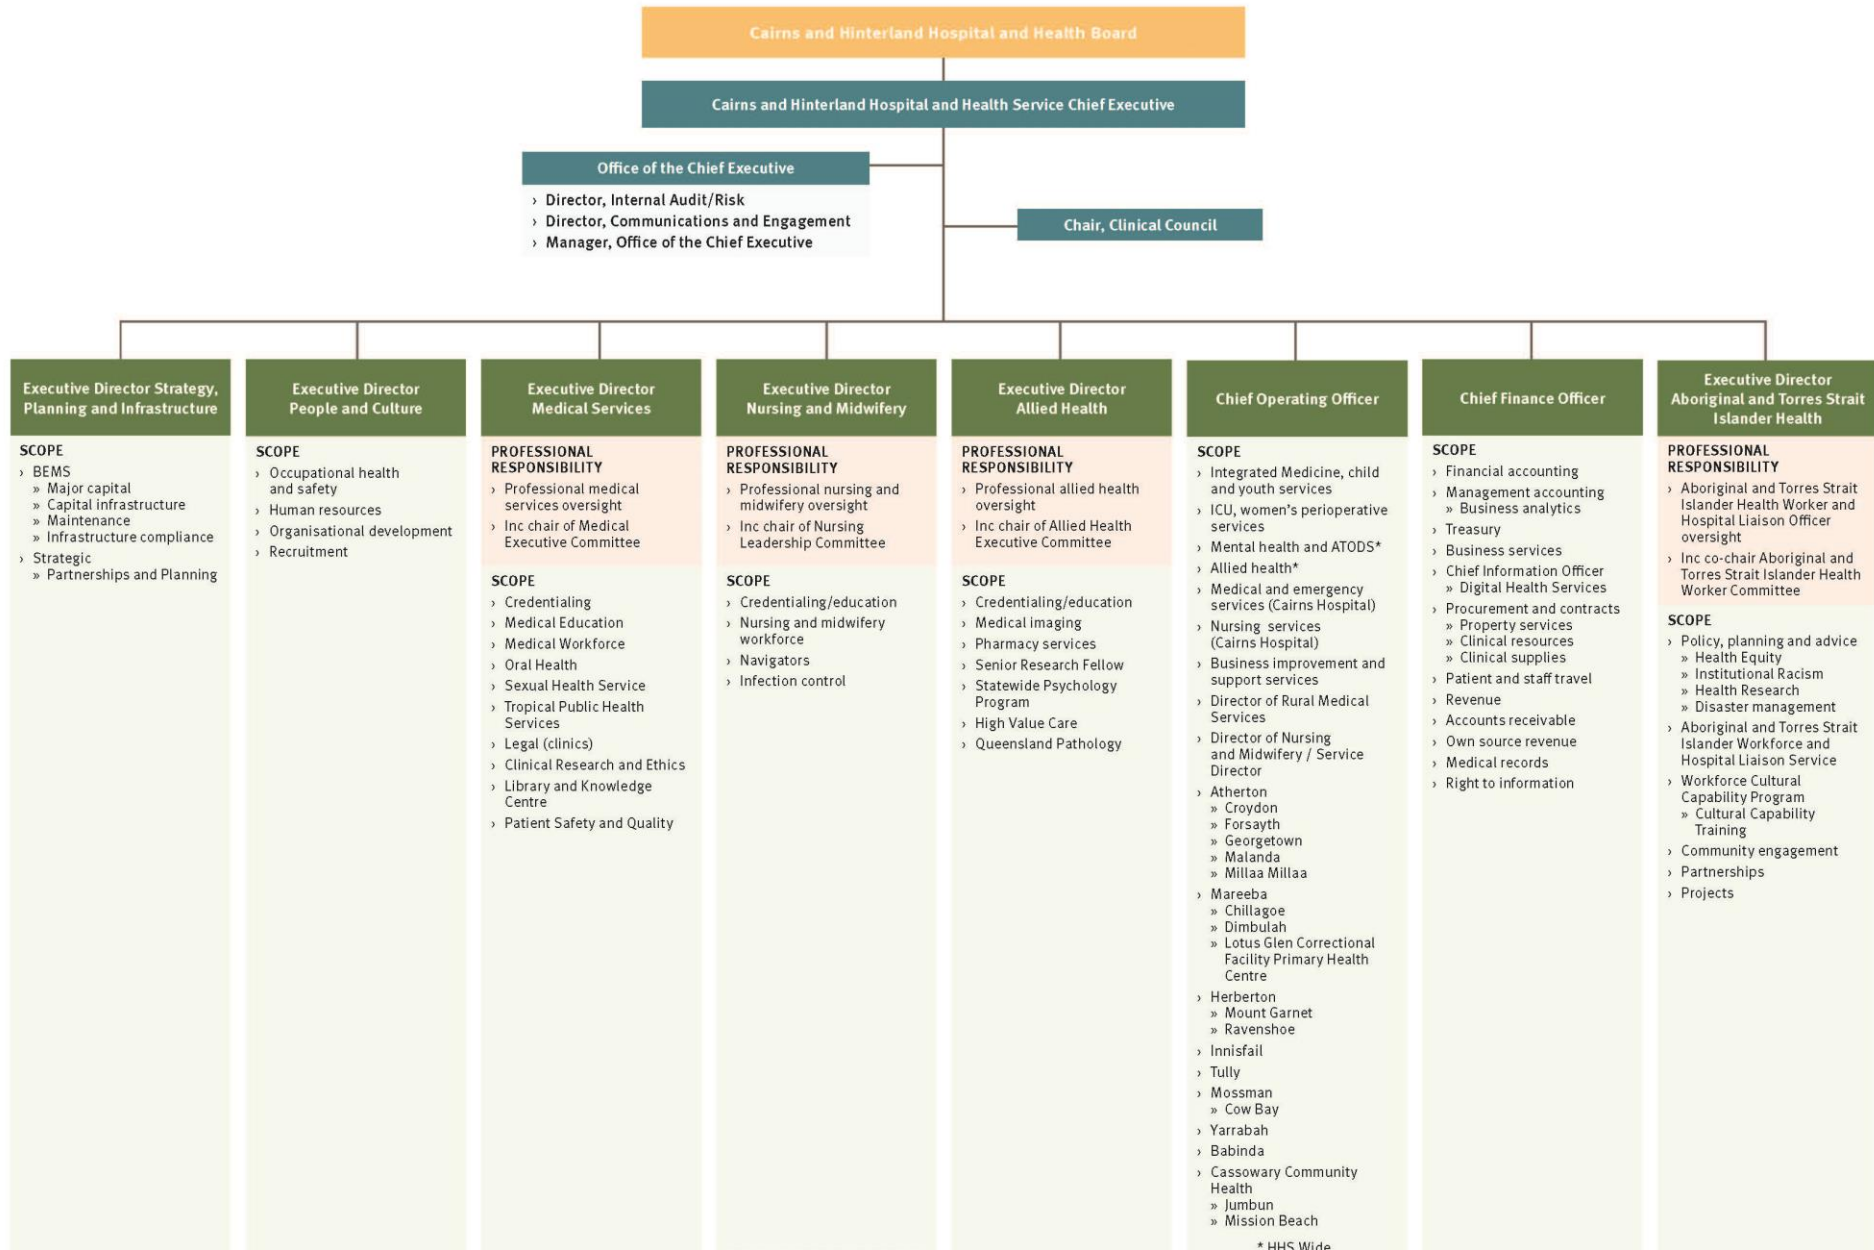 Cairns and Hinterland Hospital and Health Board
Cairns and Hinterland Hospital and Health Service Chief Executive
Office of the Chief Executive
› Director, Internal Audit/Risk
› Director, Communications and Engagement
› Manager, Office of the Chief Executive
Chair, Clinical Council
Executive Director Strategy,
Planning and Infrastructure
SCOPE
› BEMS
» Major capital
» Capital infrastructure
» Maintenance
» Infrastructure compliance
› Strategic
» Partnerships and Planning
Executive Director
People and Culture
SCOPE
› Occupational health
and safety
› Human resources
› Organisational development
› Recruitment
Executive Director
Medical Services
PROFESSIONAL
RESPONSIBILITY
› Professional medical
services oversight
› Inc chair of Medical
Executive Committee
SCOPE
› Credentialing
› Medical Education
› Medical Workforce
› Oral Health
› Sexual Health Service
› Tropical Public Health
Services
› Legal (clinics)
› Clinical Research and Ethics
› Library and Knowledge
Centre
› Patient Safety and Quality
Executive Director
Nursing and Midwifery
PROFESSIONAL
RESPONSIBILITY
› Professional nursing and
midwifery oversight
› Inc chair of Nursing
Leadership Committee
SCOPE
› Credentialing/education
› Nursing and midwifery
workforce
› Navigators
› Infection control
Executive Director
Allied Health
PROFESSIONAL
RESPONSIBILITY
› Professional allied health
oversight
› Inc chair of Allied Health
Executive Committee
SCOPE
› Credentialing/education
› Medical imaging
› Pharmacy services
› Senior Research Fellow
› Statewide Psychology
Program
› High Value Care
› Queensland Pathology
Chief Operating Officer
SCOPE
› Integrated Medicine, child
and youth services
› ICU, women's perioperative
services
› Mental health and ATODS*
› Allied health*
› Medical and emergency
services (Cairns Hospital)
› Nursing services
(Cairns Hospital)
› Business improvement and
support services
› Director of Rural Medical
Services
› Director of Nursing
and Midwifery / Service
Director
› Atherton
» Croydon
» Forsayth
» Georgetown
» Malanda
» Millaa Millaa
› Mareeba
» Chillagoe
» Dimbulah
» Lotus Glen Correctional
Facility Primary Health
Centre
› Herberton
» Mount Garnet
» Ravenshoe
› Innisfail
› Tully
› Mossman
» Cow Bay
› Yarrabah
› Babinda
› Cassowary Community
Health
» Jumbun
» Mission Beach
* HHS Wide
Chief Finance Officer
SCOPE
› Financial accounting
› Management accounting
» Business analytics
› Treasury
› Business services
› Chief Information Officer
» Digital Health Services
› Procurement and contracts
» Property services
» Clinical resources
» Clinical supplies
› Patient and staff travel
› Revenue
› Accounts receivable
› Own source revenue
› Medical records
› Right to information
Executive Director
Aboriginal and Torres Strait
Islander Health
PROFESSIONAL
RESPONSIBILITY
› Aboriginal and Torres Strait
Islander Health Worker and
Hospital Liaison Officer
oversight
› Inc co-chair Aboriginal and
Torres Strait Islander Health
Worker Committee
SCOPE
› Policy, planning and advice
» Health Equity
» Institutional Racism
» Health Research
» Disaster management
› Aboriginal and Torres Strait
Islander Workforce and
Hospital Liaison Service
› Workforce Cultural
Capability Program
» Cultural Capability
Training
› Community engagement
› Partnerships
› Projects